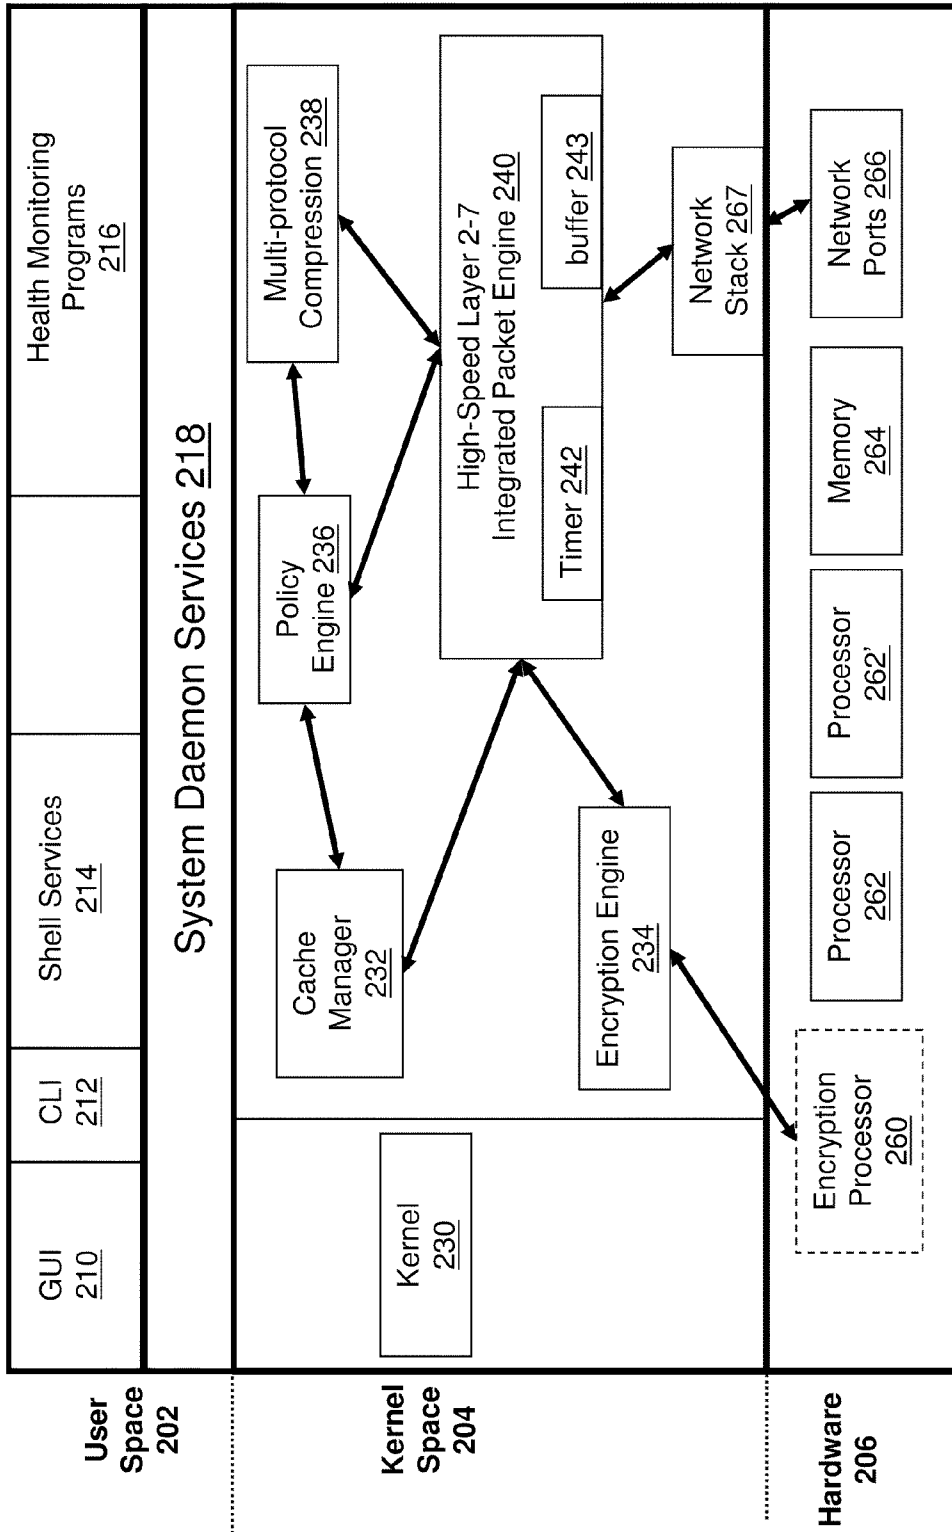 User
Space
202
GUI
210
CLI
212
Shell Services
214
Health Monitoring
Programs
216
System Daemon Services 218
Kernel
Space
204
Kernel
230
Cache
Manager
232
Policy
Engine 236
Multi-protocol
Compression 238
High-Speed Layer 2-7
Integrated Packet Engine 240
Timer 242
buffer 243
Encryption Engine
234
Network
Stack 267
Hardware
206
Encryption
Processor
260
Processor
262
Processor
262'
Memory
264
Network
Ports 266